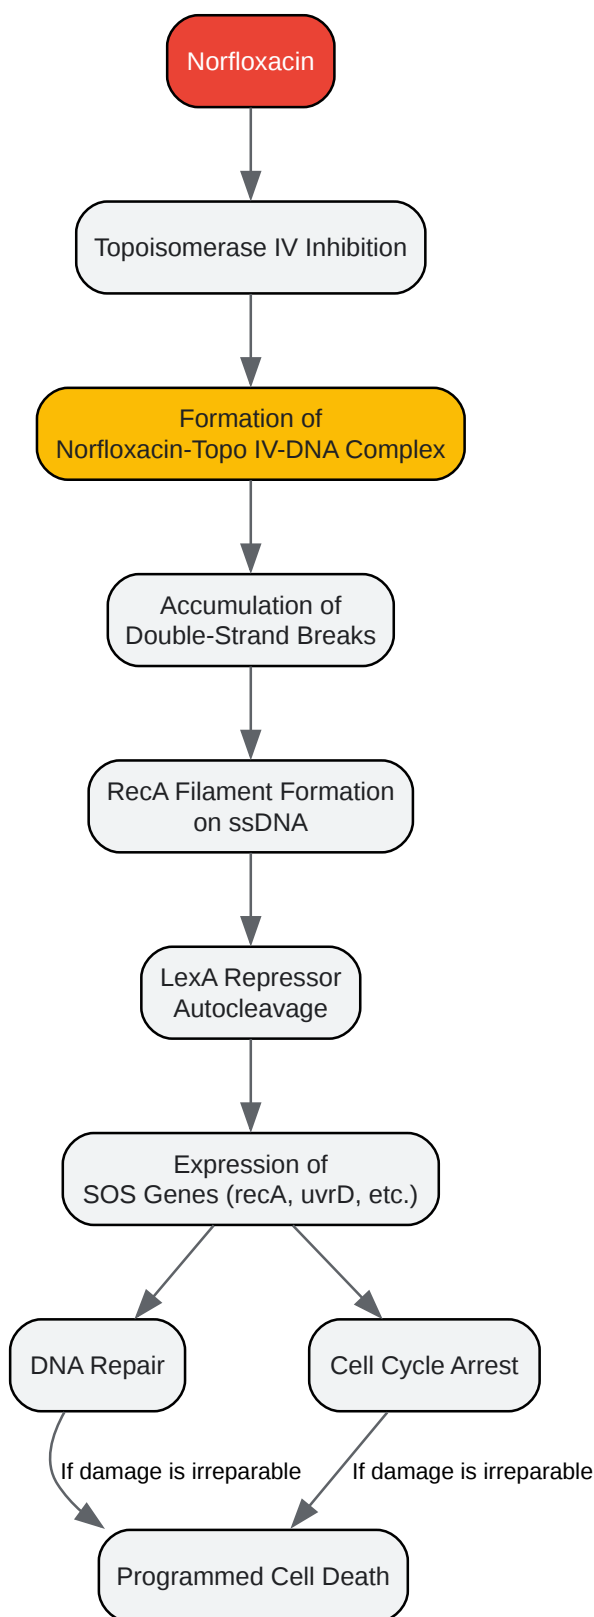 Norfloxacin
Topoisomerase IV Inhibition
Formation of
Norfloxacin-Topo IV-DNA Complex
Accumulation of
Double-Strand Breaks
RecA Filament Formation
on ssDNA
LexA Repressor
Autocleavage
Expression of
SOS Genes (recA, uvrD, etc.)
DNA Repair
Cell Cycle Arrest
If damage is irreparable
If damage is irreparable
Programmed Cell Death